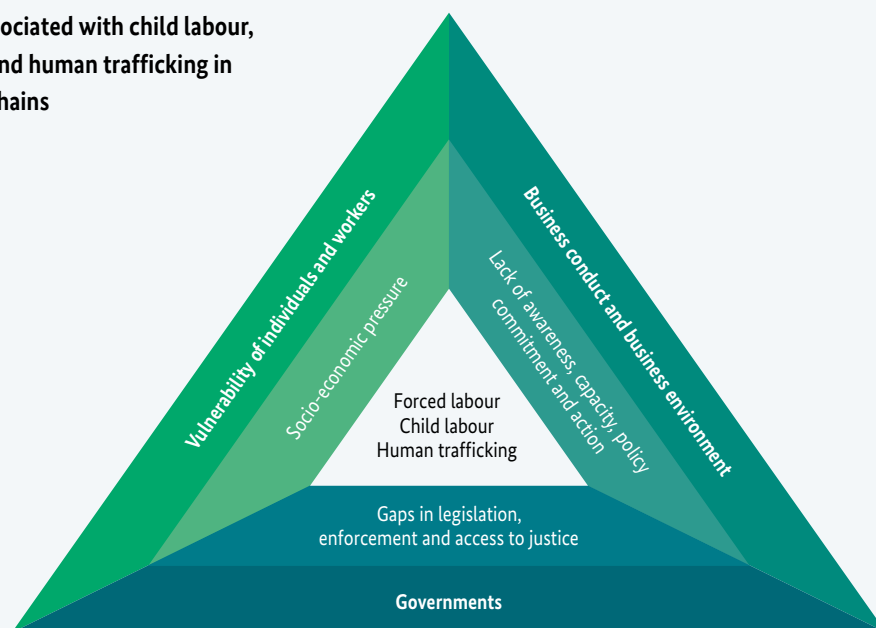 ociated with child labour,
nd human trafficking in
hains
Vulnerability of individuals and workers
Socio-economic pressure
Business conduct and business environment
Lack of awareness, capacity, policy
commitment and action
Forced labour
Child labour
Human trafficking
Gaps in legislation,
enforcement and access to justice
Governments